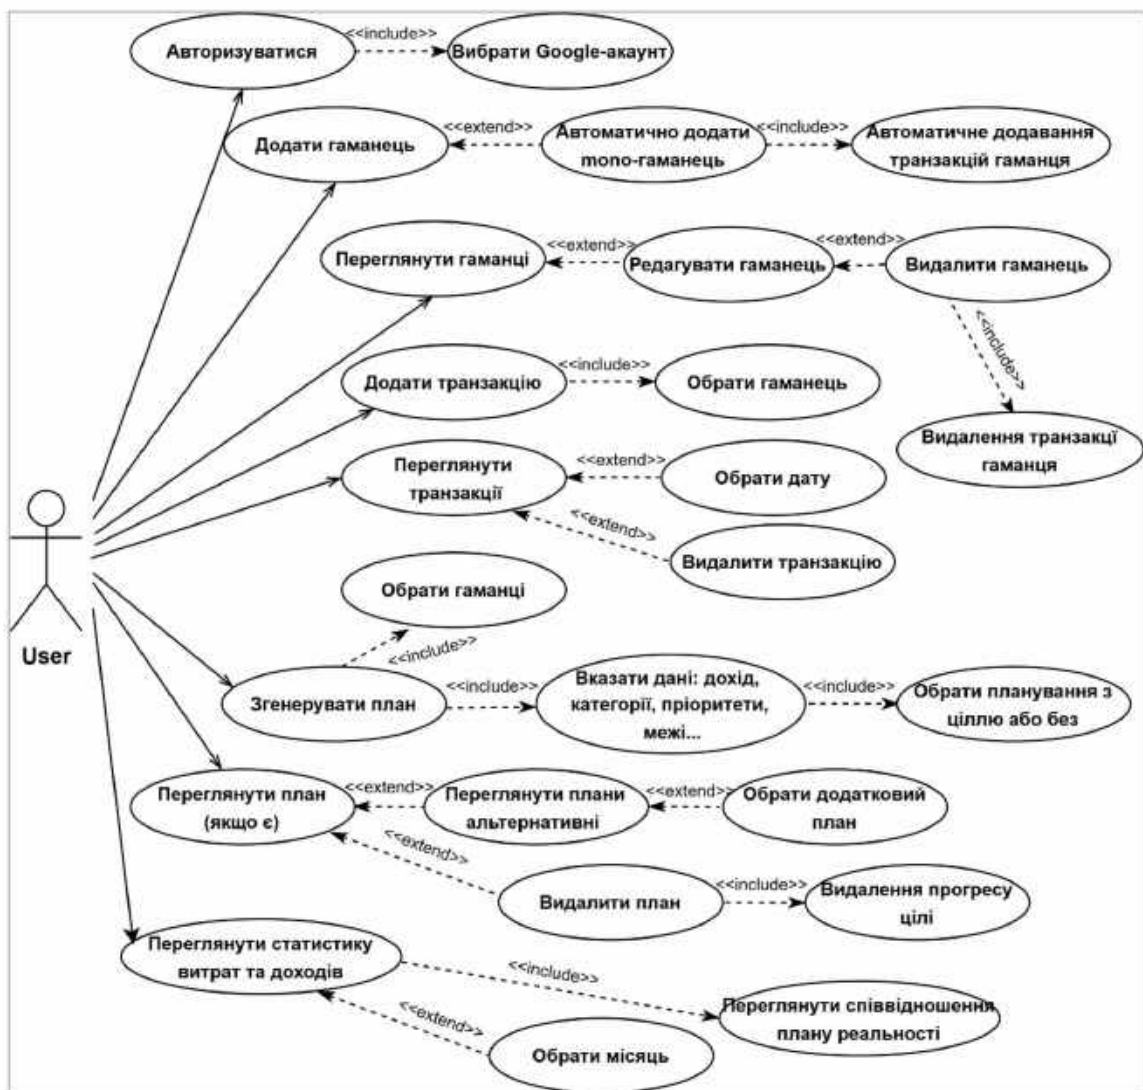 <<include>>
Авторизуватися
Вибрати Google-акаунт
<<extend>>
<<include>>
Додати гаманець
Автоматично додати
mono-гаманець
Автоматичне додавання
транзакцій гаманця
<<extend>>
<<extend>>
Переглянути гаманці
Редагувати гаманець
Видалити гаманець
<<include>>
<<include>>
Додати транзакцію
Обрати гаманець
Видалення транзакції
гаманця
Переглянути
транзакції
<<extend>>
Обрати дату
<<extend>>
Видалити транзакцію
User
Обрати гаманці
<<include>>
Згенерувати план
<<include>>
Вказати дані: дохід,
категорії, пріоритети,
межі...
<<include>>
Обрати планування з
ціллю або без
Переглянути план
(якщо є)
<<extend>>
Переглянути плани
альтернативні
<<extend>>
Обрати додатковий
план
<<extend>>
Видалити план
<<include>>
Видалення прогресу
цілі
Переглянути статистику
витрат та доходів
<<include>>
Переглянути співвідношення
плану реальності
<<extend>>
Обрати місяць